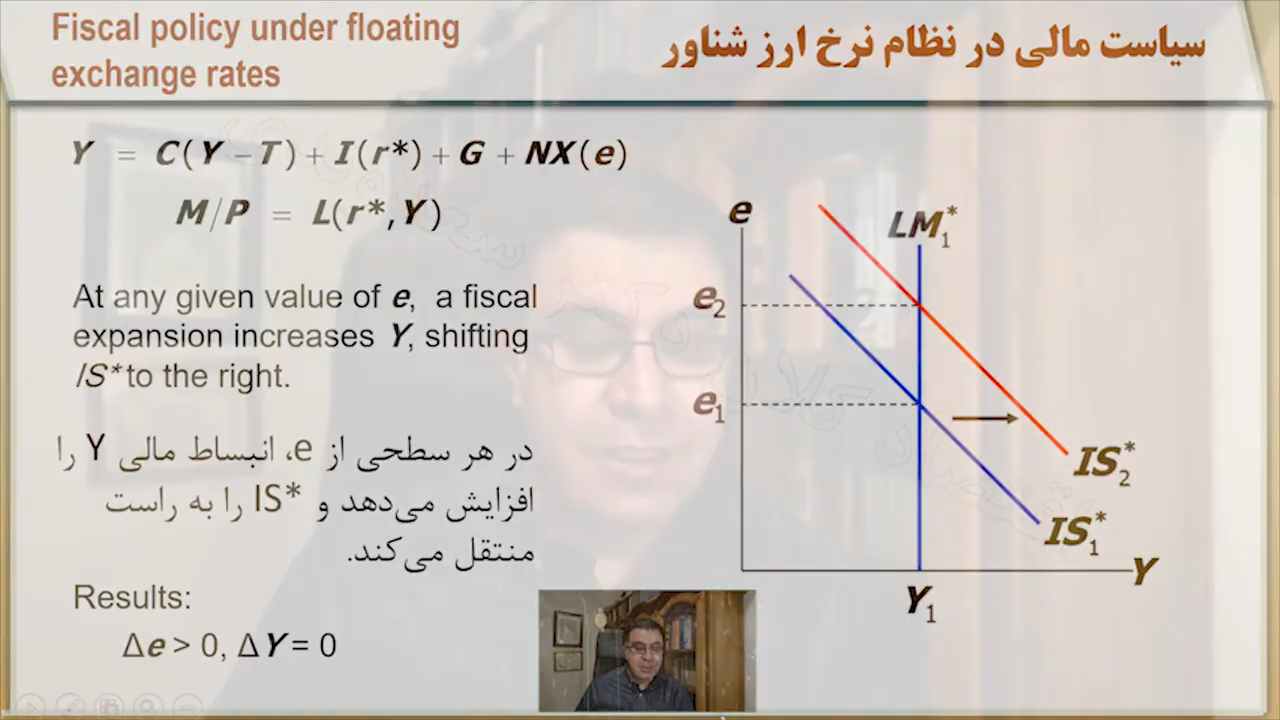 Fiscal policy under floating
exchange rates
سیاست مالی در نظام نرخ ارز شناور
Y = C(Y – T) + I(r*) + G + NX(e)
M/P = L(r*,Y)
At any given value of e, a fiscal
expansion increases Y, shifting
IS* to the right.
در هر سطحی از e، انبساط مالی Y را
افزایش می‌دهد و IS* را به راست
منتقل می‌کند.
Results:
Δe > 0, ΔY = 0
e
LM₁*
e₂
e₁
IS₂*
IS₁*
Y
Y₁